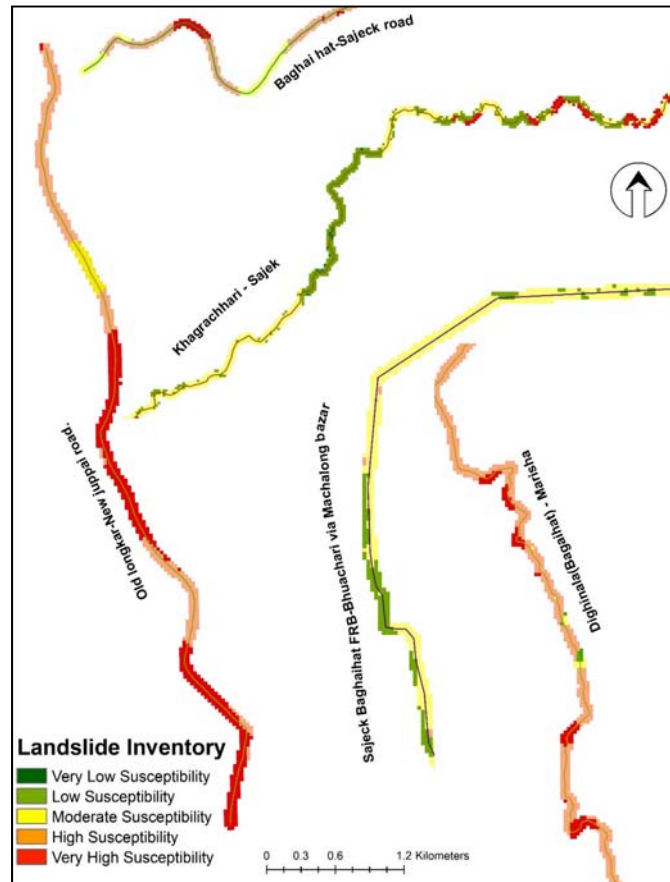 Baghai hat-Sajeck road
Khagrachhari - Sajek
Old longkar-New juppai road.
Sajeck Baghaihat FRB-Bhuachari via Machalong bazar
Dighinala(Bagaihat) - Marisha
Landslide Inventory
Very Low Susceptibility
Low Susceptibility
Moderate Susceptibility
High Susceptibility
Very High Susceptibility
0 0.3 0.6 1.2 Kilometers